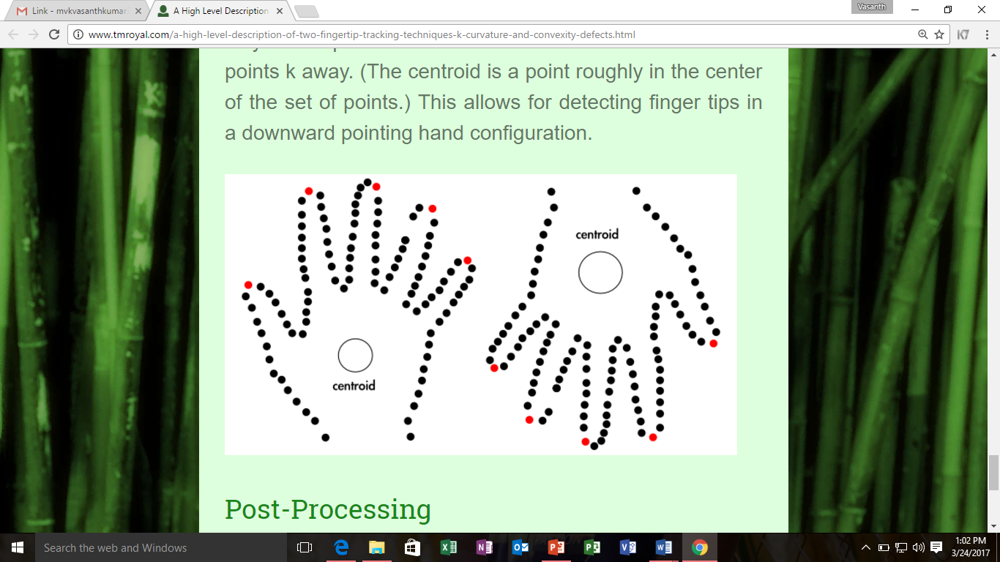 Link - mvkvasanthkumar
A High Level Description
Vasanth
www.tmroyal.com/a-high-level-description-of-two-fingertip-tracking-techniques-k-curvature-and-convexity-defects.html
K7
points k away. (The centroid is a point roughly in the center
of the set of points.) This allows for detecting finger tips in
a downward pointing hand configuration.
centroid
centroid
Post-Processing
Search the web and Windows
1:02 PM
3/24/2017